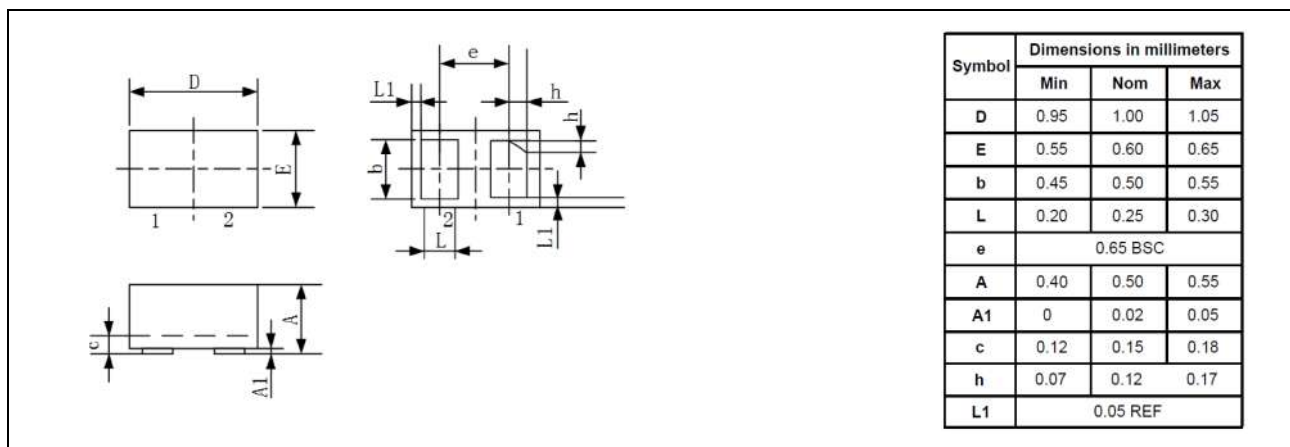 D
E
1 2
e
L1
h
h
b
2
1
L
L1
c
A
A1
Symbol Dimensions in millimeters
Min Nom Max
D 0.95 1.00 1.05
E 0.55 0.60 0.65
b 0.45 0.50 0.55
L 0.20 0.25 0.30
e 0.65 BSC
A 0.40 0.50 0.55
A1 0 0.02 0.05
c 0.12 0.15 0.18
h 0.07 0.12 0.17
L1 0.05 REF